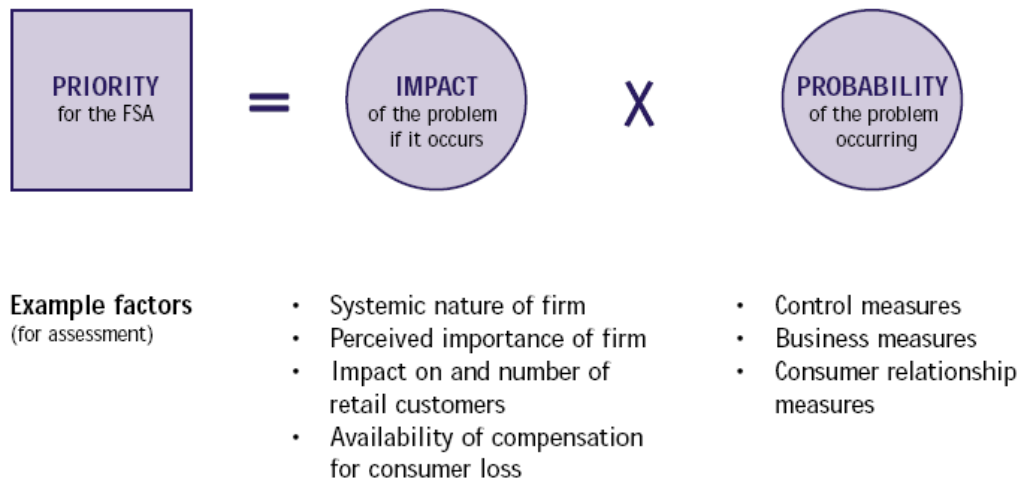 PRIORITY
for the FSA
=
IMPACT
of the problem
if it occurs
X
PROBABILITY
of the problem
occurring
Example factors
(for assessment)
• Systemic nature of firm
• Perceived importance of firm
• Impact on and number of
retail customers
• Availability of compensation
for consumer loss
• Control measures
• Business measures
• Consumer relationship
measures